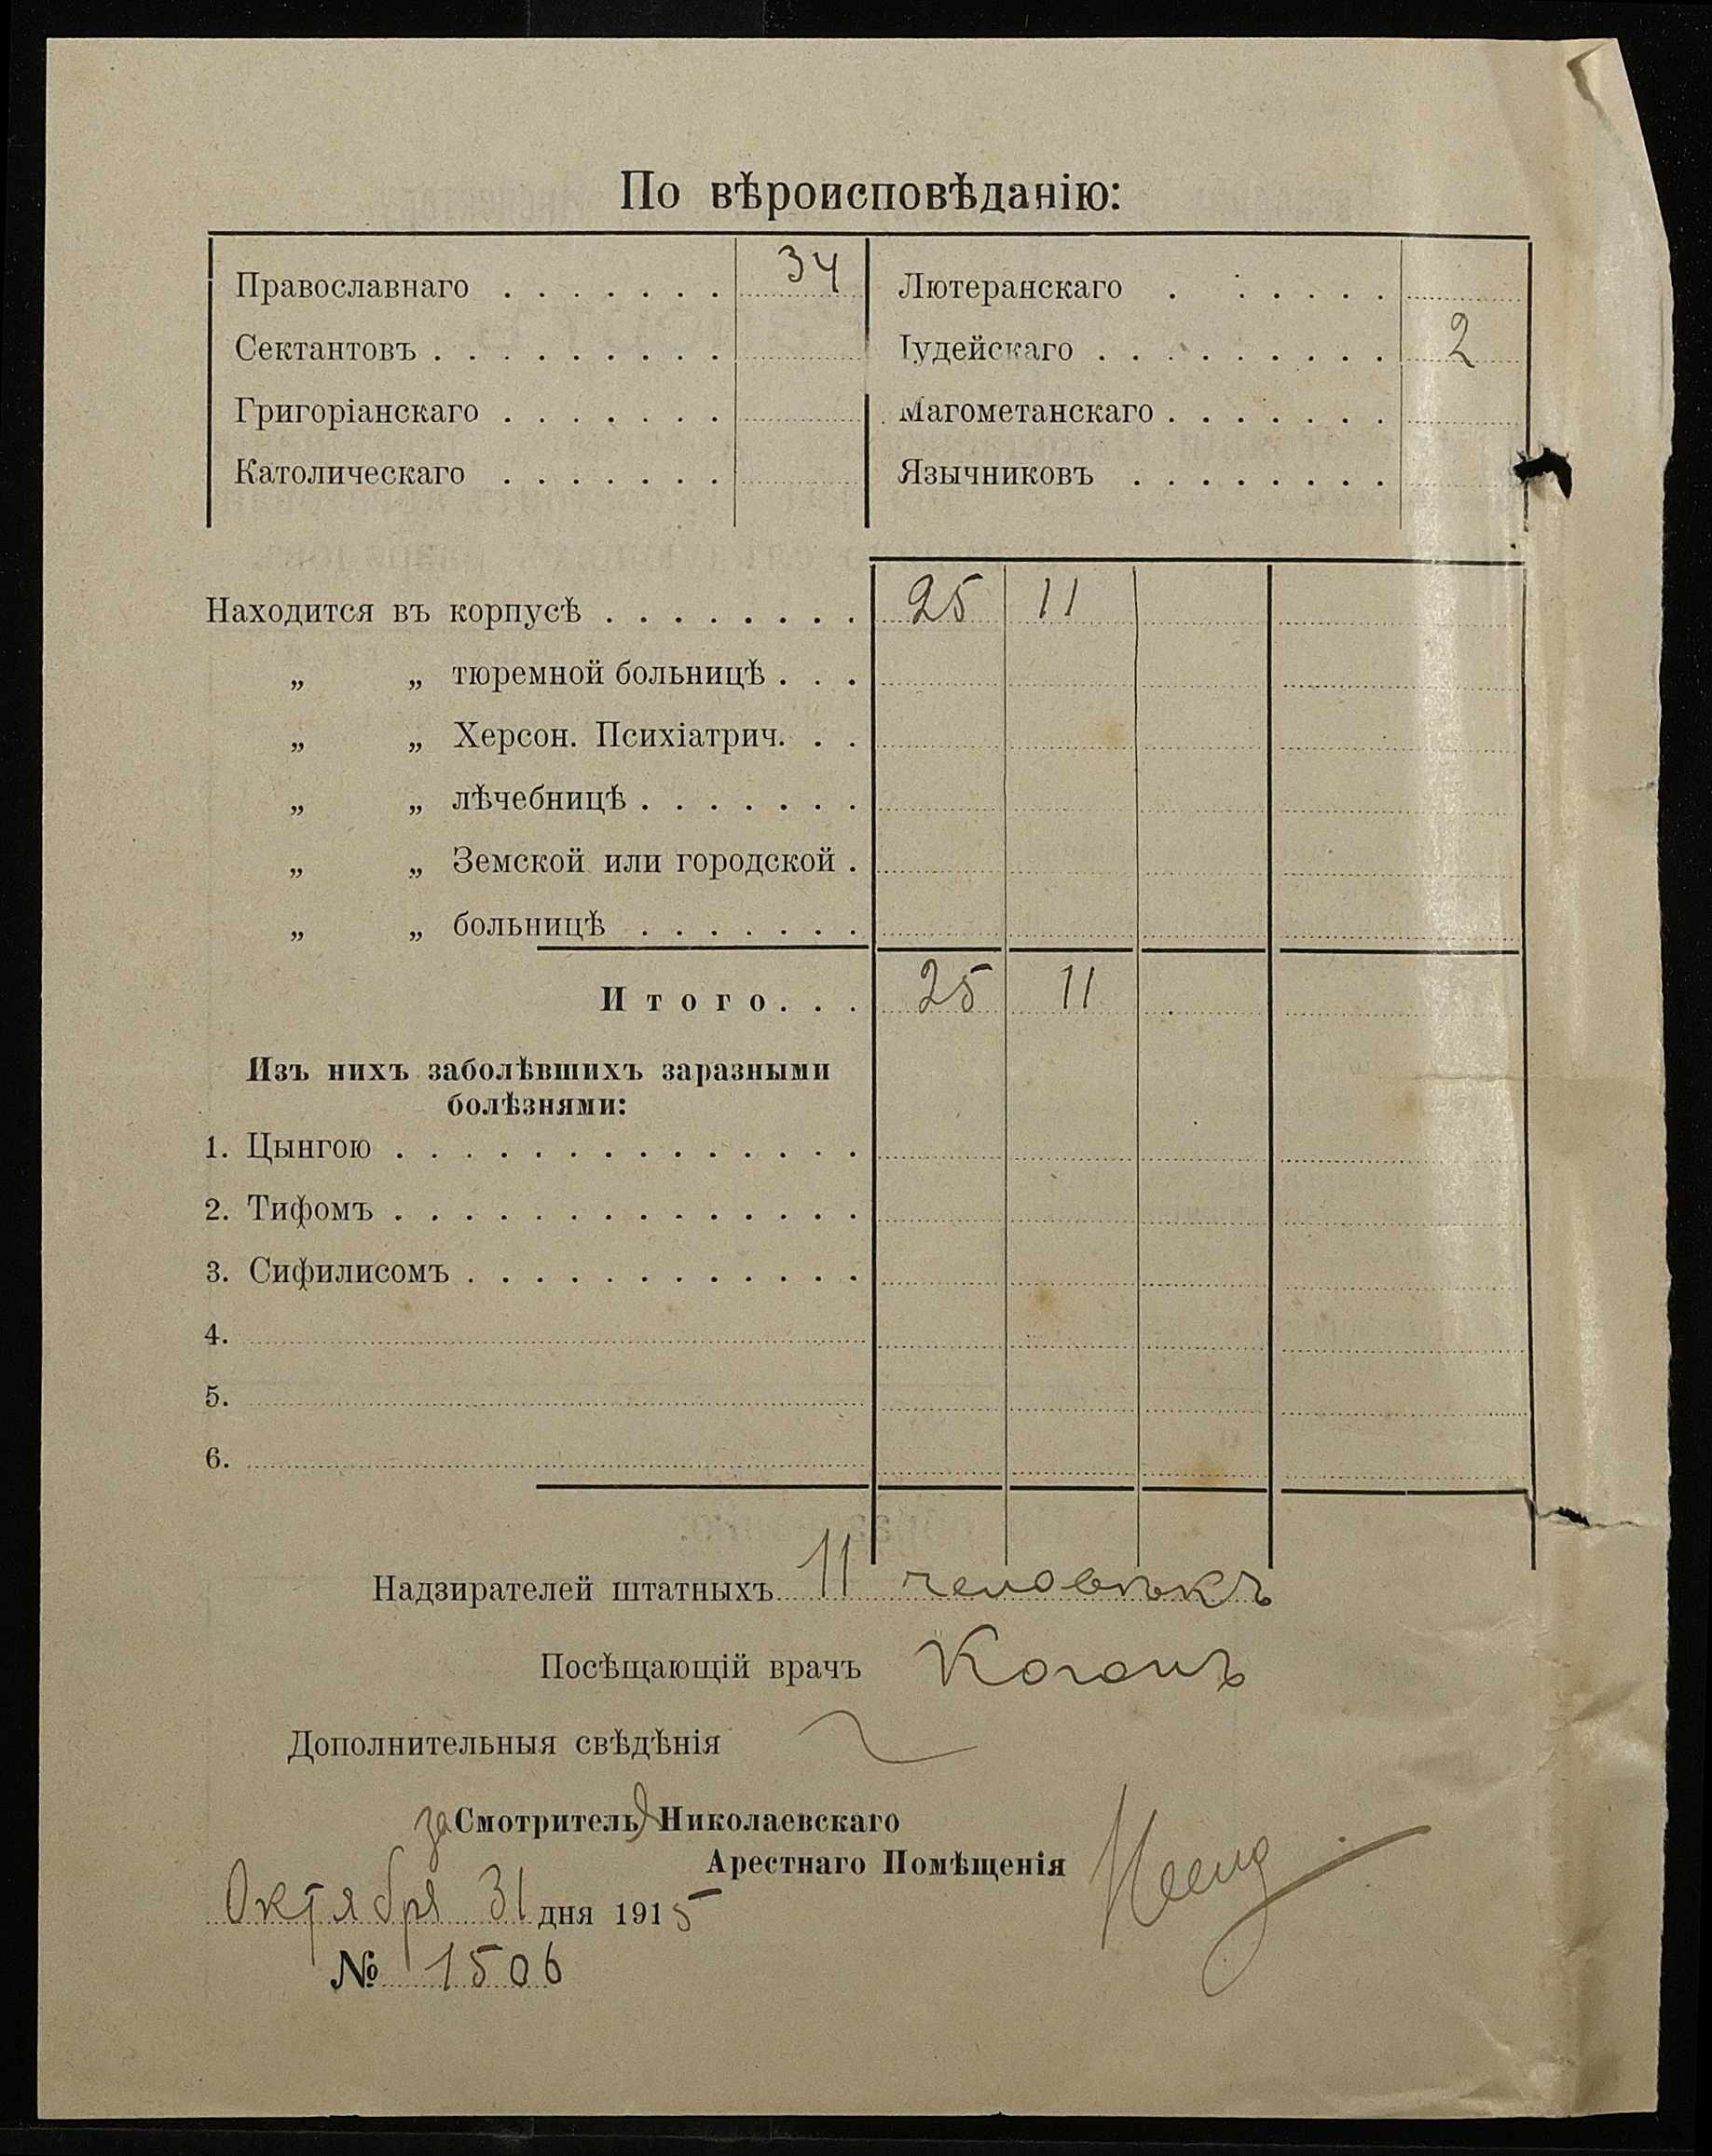 По вѣроисповѣданію:
Православнаго . . . . . . . 34
Лютеранскаго . . . . . .
Сектантовъ . . . . . . . . .
Іудейскаго . . . . . . . . . 2
Григоріанскаго . . . . . . .
Магометанскаго . . . . . . .
Католическаго . . . . . . .
Язычниковъ . . . . . . . .
Находится въ корпусѣ . . . . . . . . 25 11
„ „ тюремной больницѣ . . .
„ „ Херсон. Психіатрич. . .
„ „ лѣчебницѣ . . . . . . .
„ „ Земской или городской .
„ „ больницѣ . . . . . . .
Итого. . . 25 11
Изъ нихъ заболѣвшихъ заразными
болѣзнями:
1. Цынгою . . . . . . . . . . . . . .
2. Тифомъ . . . . . . . . . . . . . .
3. Сифилисомъ . . . . . . . . . . . .
4.
5.
6.
Надзирателей штатныхъ 11 человѣкъ
Посѣщающій врачъ Коганъ
Дополнительныя свѣдѣнія
за Смотрителя Николаевскаго
Арестнаго Помѣщенія
Октября 31 дня 1915
№ 1506